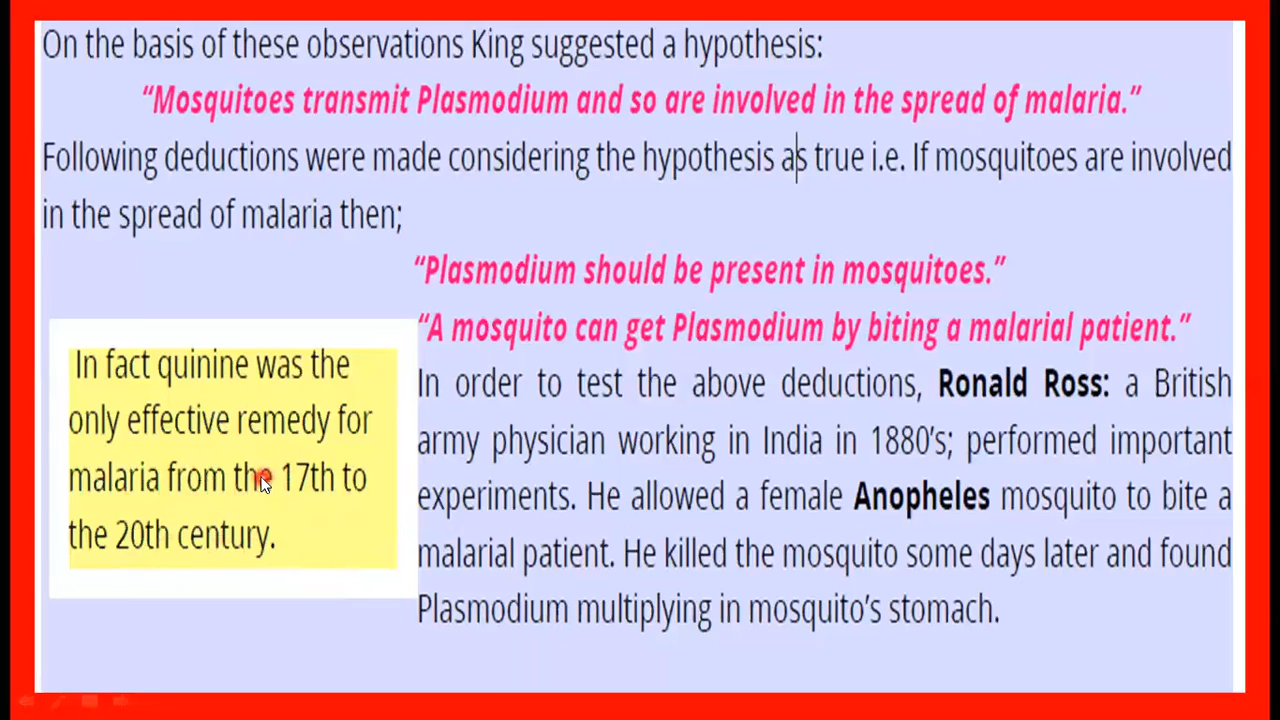 On the basis of these observations King suggested a hypothesis:
“Mosquitoes transmit Plasmodium and so are involved in the spread of malaria.”
Following deductions were made considering the hypothesis as true i.e. If mosquitoes are involved
in the spread of malaria then;
“Plasmodium should be present in mosquitoes.”
“A mosquito can get Plasmodium by biting a malarial patient.”
In fact quinine was the
only effective remedy for
malaria from the 17th to
the 20th century.
In order to test the above deductions, Ronald Ross: a British
army physician working in India in 1880’s; performed important
experiments. He allowed a female Anopheles mosquito to bite a
malarial patient. He killed the mosquito some days later and found
Plasmodium multiplying in mosquito’s stomach.